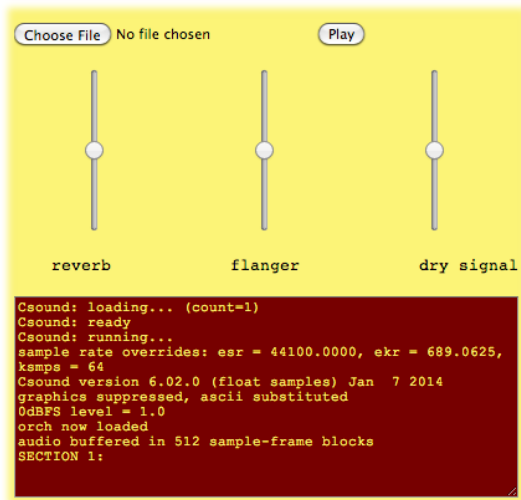 Choose File No file chosen Play
reverb flanger dry signal
Csound: loading... (count=1)
Csound: ready
Csound: running...
sample rate overrides: esr = 44100.0000, ekr = 689.0625,
ksmps = 64
Csound version 6.02.0 (float samples) Jan  7 2014
graphics suppressed, ascii substituted
0dBFS level = 1.0
orch now loaded
audio buffered in 512 sample-frame blocks
SECTION 1: